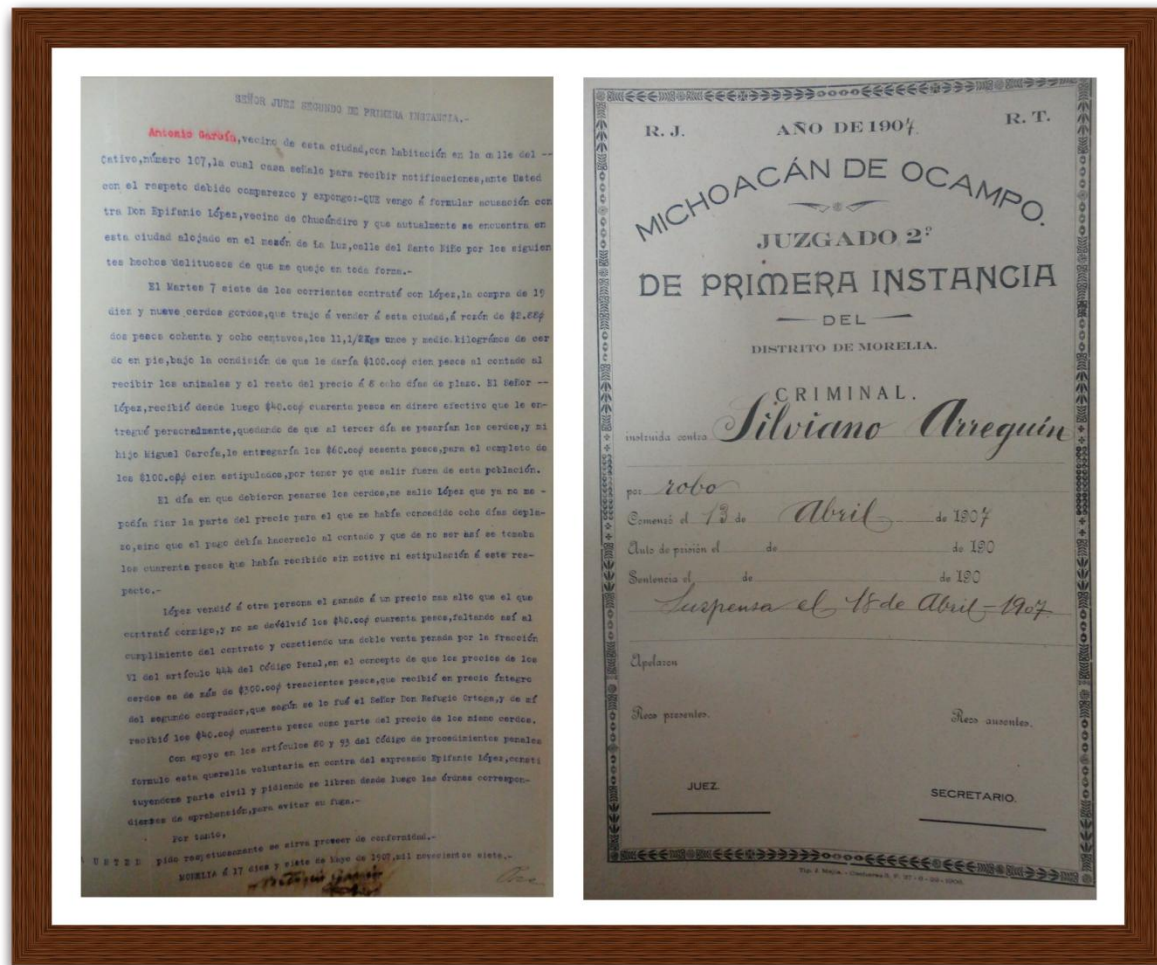 SEÑOR JUEZ SEGUNDO DE PRIMERA INSTANCIA.-
Antonio García,vecino de esta ciudad,con habitación en la calle del --
Cativo,número 107,la cual casa señalo para recibir notificaciones,ante Usted
con el respeto debido comparezco y expongo:-QUE vengo á formular acusación con
tra Don Epifanio López,vecino de Chucándiro y que autualmente se encuentra en
esta ciudad alojado en el mesón de la Luz,calle del Santo Niño por los siguien
tes hechos delituosos de que me quejo en toda forma.-
El Martes 7 siete de los corrientes contraté con López,la compra de 19
diez y nueve cerdos gordos,que trajo á vender á esta ciudad,á razón de $2.88¢
dos pesos ochenta y ocho centavos,los 11,1/2Kgs once y medio kilogramos de cer
do en pie,bajo la condición de que le daría $100.oo¢ cien pesos al contado al
recibir los animales y el resto del precio á 8 ocho días de plazo. El Señor --
López,recibió desde luego $40.oo¢ cuarenta pesos en dinero efectivo que le en-
tregué personalmente,quedando de que al tercer día se pesarían los cerdos,y mi
hijo Miguel García,le entregaría los $60.oo¢ sesenta pesos,para el completo de
los $100.oo¢ cien estipulados,por tener yo que salir fuera de esta población.
El día en que debieron pesarse los cerdos,me salio López que ya no me -
podía fiar la parte del precio para el que me había concedido ocho días depla-
zo,sino que el pago debía hacerselo al contado y que de no ser así se tomaba
los cuarenta pesos que había recibido sin motivo ni estipulación á este res-
pecto.-
López vendió á otra persona el ganado á un precio mas alto que el que
contraté conmigo,y no me devolvió los $40.oo¢ cuarenta pesos,faltando así al
cumplimiento del contrato y cometiendo una doble venta penada por la fracción
VI del artículo 444 del Código Penal,en el concepto de que los precios de los
cerdos es de más de $300.oo¢ trescientos pesos,que recibió en precio íntegro
del segundo comprador,que según se lo fué el Señor Don Refugio Ortega,y de mí
recibió los $40.oo¢ cuarenta pesos como parte del precio de los mismo cerdos.
Con apoyo en los artículos 80 y 93 del Código de procedimientos penales
formulo esta querella voluntaria en contra del expresado Epifanio López,consti
tuyendome parte civil y pidiendo se libren desde luego las órdnes correspon-
dientes de aprehensión,para evitar su fuga.-
Por tanto,
A USTED pido respetuosamente se sirva proveer de conformidad.-
MORELIA á 17 diez y siete de Mayo de 1907,mil novecientos siete.-
R. J. AÑO DE 1907. R. T.
MICHOACÁN DE OCAMPO.
JUZGADO 2º
DE PRIMERA INSTANCIA
DEL
DISTRITO DE MORELIA.
CRIMINAL.
instruida contra Silviano Arreguin
por robo
Comenzó el 13 de Abril de 1907
Auto de prisión el de de 190
Sentencia el de de 190
Suspensa el 18 de Abril=1907
Apelaron
Reos presentes. Reos ausentes.
JUEZ. SECRETARIO.